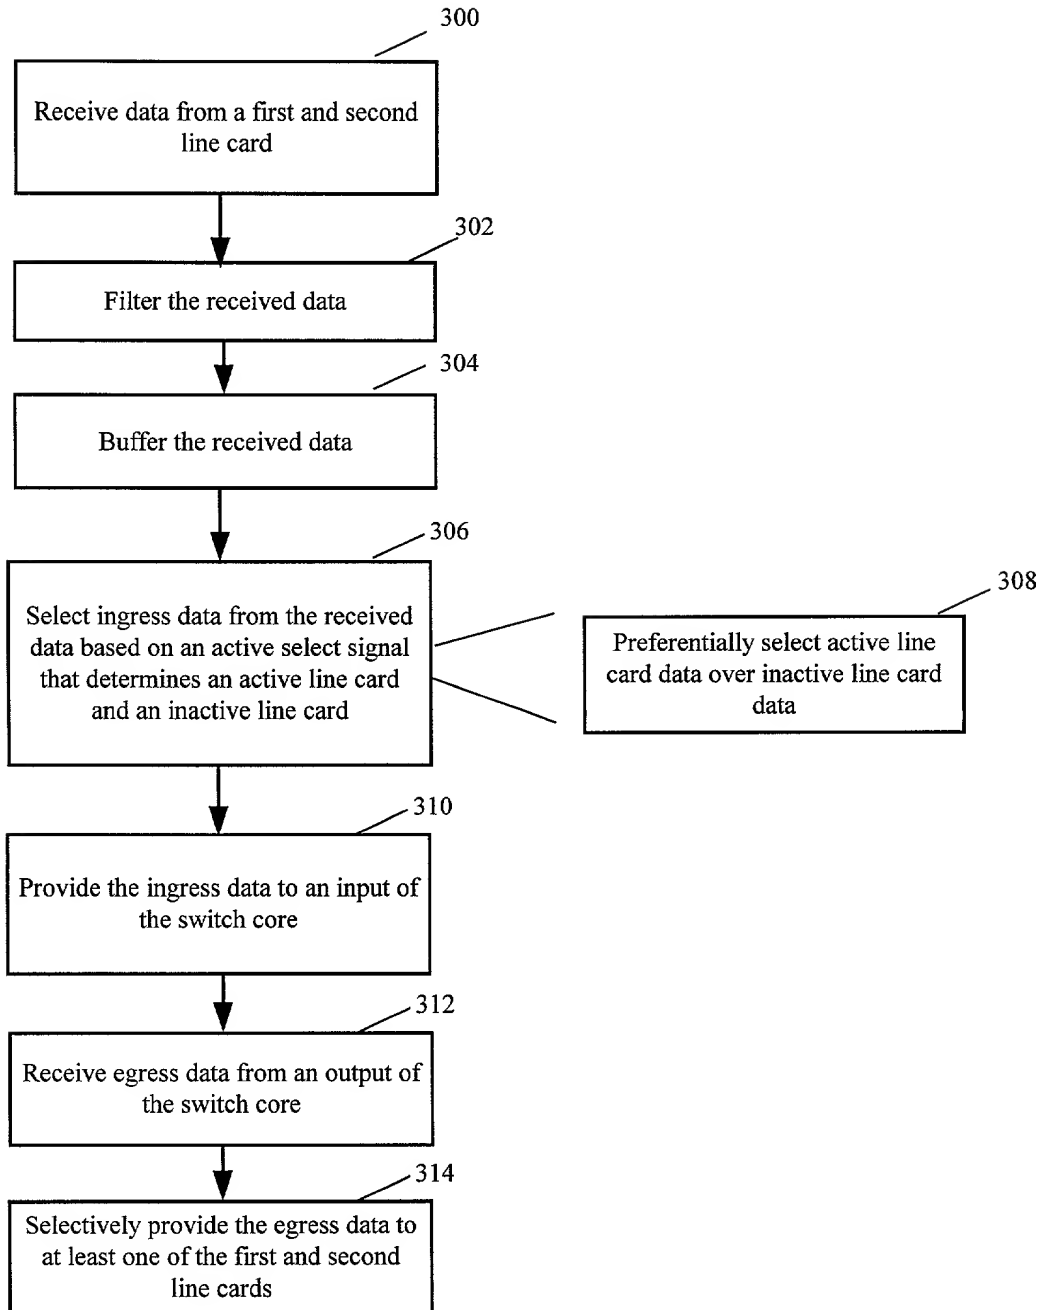 300
Receive data from a first and second
line card
302
Filter the received data
304
Buffer the received data
306
Select ingress data from the received
data based on an active select signal
that determines an active line card
and an inactive line card
308
Preferentially select active line
card data over inactive line card
data
310
Provide the ingress data to an input of
the switch core
312
Receive egress data from an output of
the switch core
314
Selectively provide the egress data to
at least one of the first and second
line cards